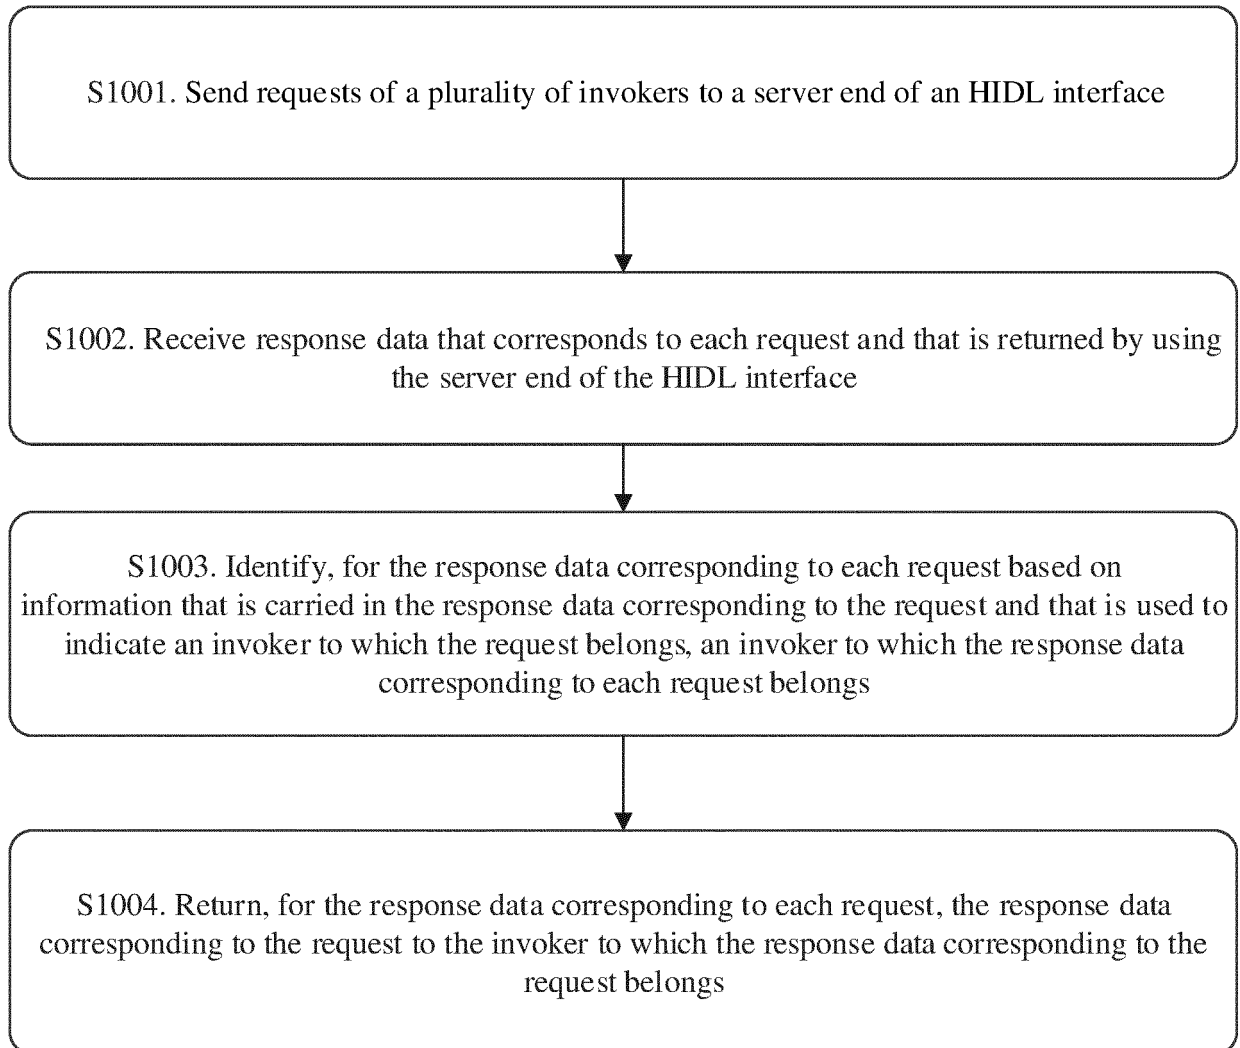 S1001. Send requests of a plurality of invokers to a server end of an HIDL interface
S1002. Receive response data that corresponds to each request and that is returned by using
the server end of the HIDL interface
S1003. Identify, for the response data corresponding to each request based on
information that is carried in the response data corresponding to the request and that is used to
indicate an invoker to which the request belongs, an invoker to which the response data
corresponding to each request belongs
S1004. Return, for the response data corresponding to each request, the response data
corresponding to the request to the invoker to which the response data corresponding to the
request belongs